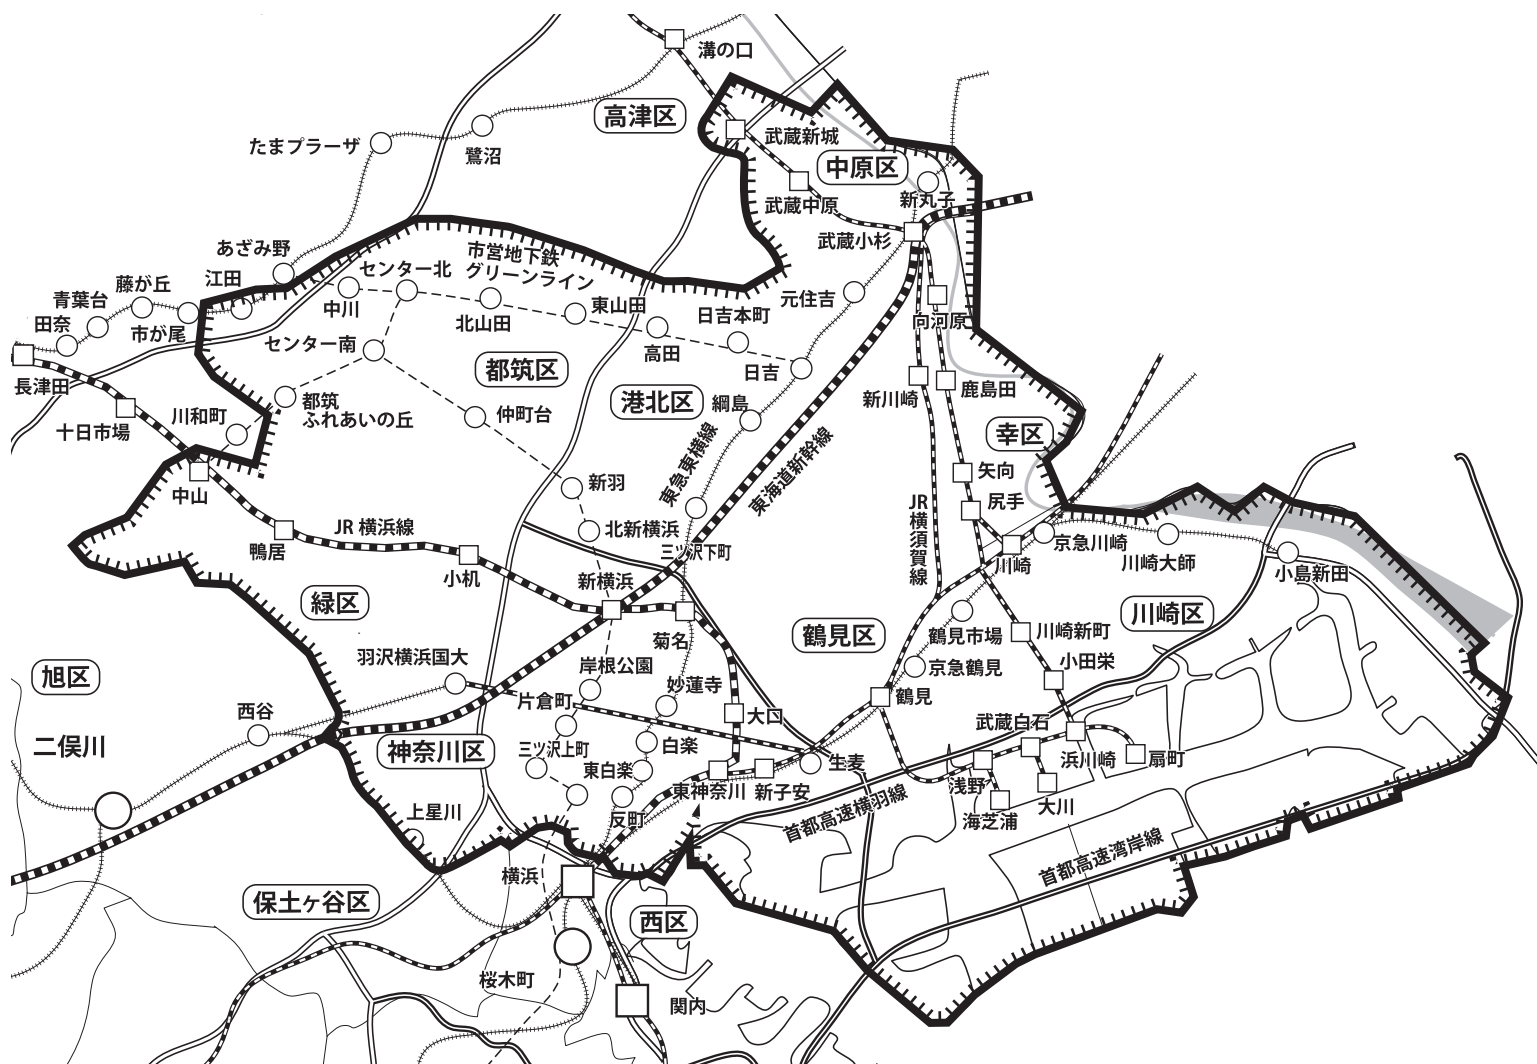 溝の口
高津区
たまプラーザ
鷺沼
武蔵新城
中原区
武蔵中原
新丸子
武蔵小杉
あざみ野
江田
藤が丘
青葉台
田奈
市が尾
長津田
十日市場
川和町
中山
センター北
市営地下鉄
グリーンライン
中川
北山田
東山田
センター南
都筑区
高田
日吉本町
日吉
元住吉
向河原
新川崎
鹿島田
都筑
ふれあいの丘
仲町台
港北区
綱島
東急東横線
東海道新幹線
幸区
矢向
尻手
JR横須賀線
新羽
北新横浜
三ツ沢下町
JR 横浜線
鴨居
小机
新横浜
菊名
緑区
川崎
京急川崎
川崎大師
小島新田
川崎区
鶴見区
鶴見市場
京急鶴見
鶴見
川崎新町
小田栄
武蔵白石
浜川崎
扇町
浅野
大川
海芝浦
旭区
二俣川
西谷
羽沢横浜国大
岸根公園
片倉町
妙蓮寺
大口
神奈川区
三ツ沢上町
白楽
東白楽
東神奈川
新子安
生麦
反町
上星川
首都高速横羽線
首都高速湾岸線
保土ヶ谷区
横浜
西区
桜木町
関内